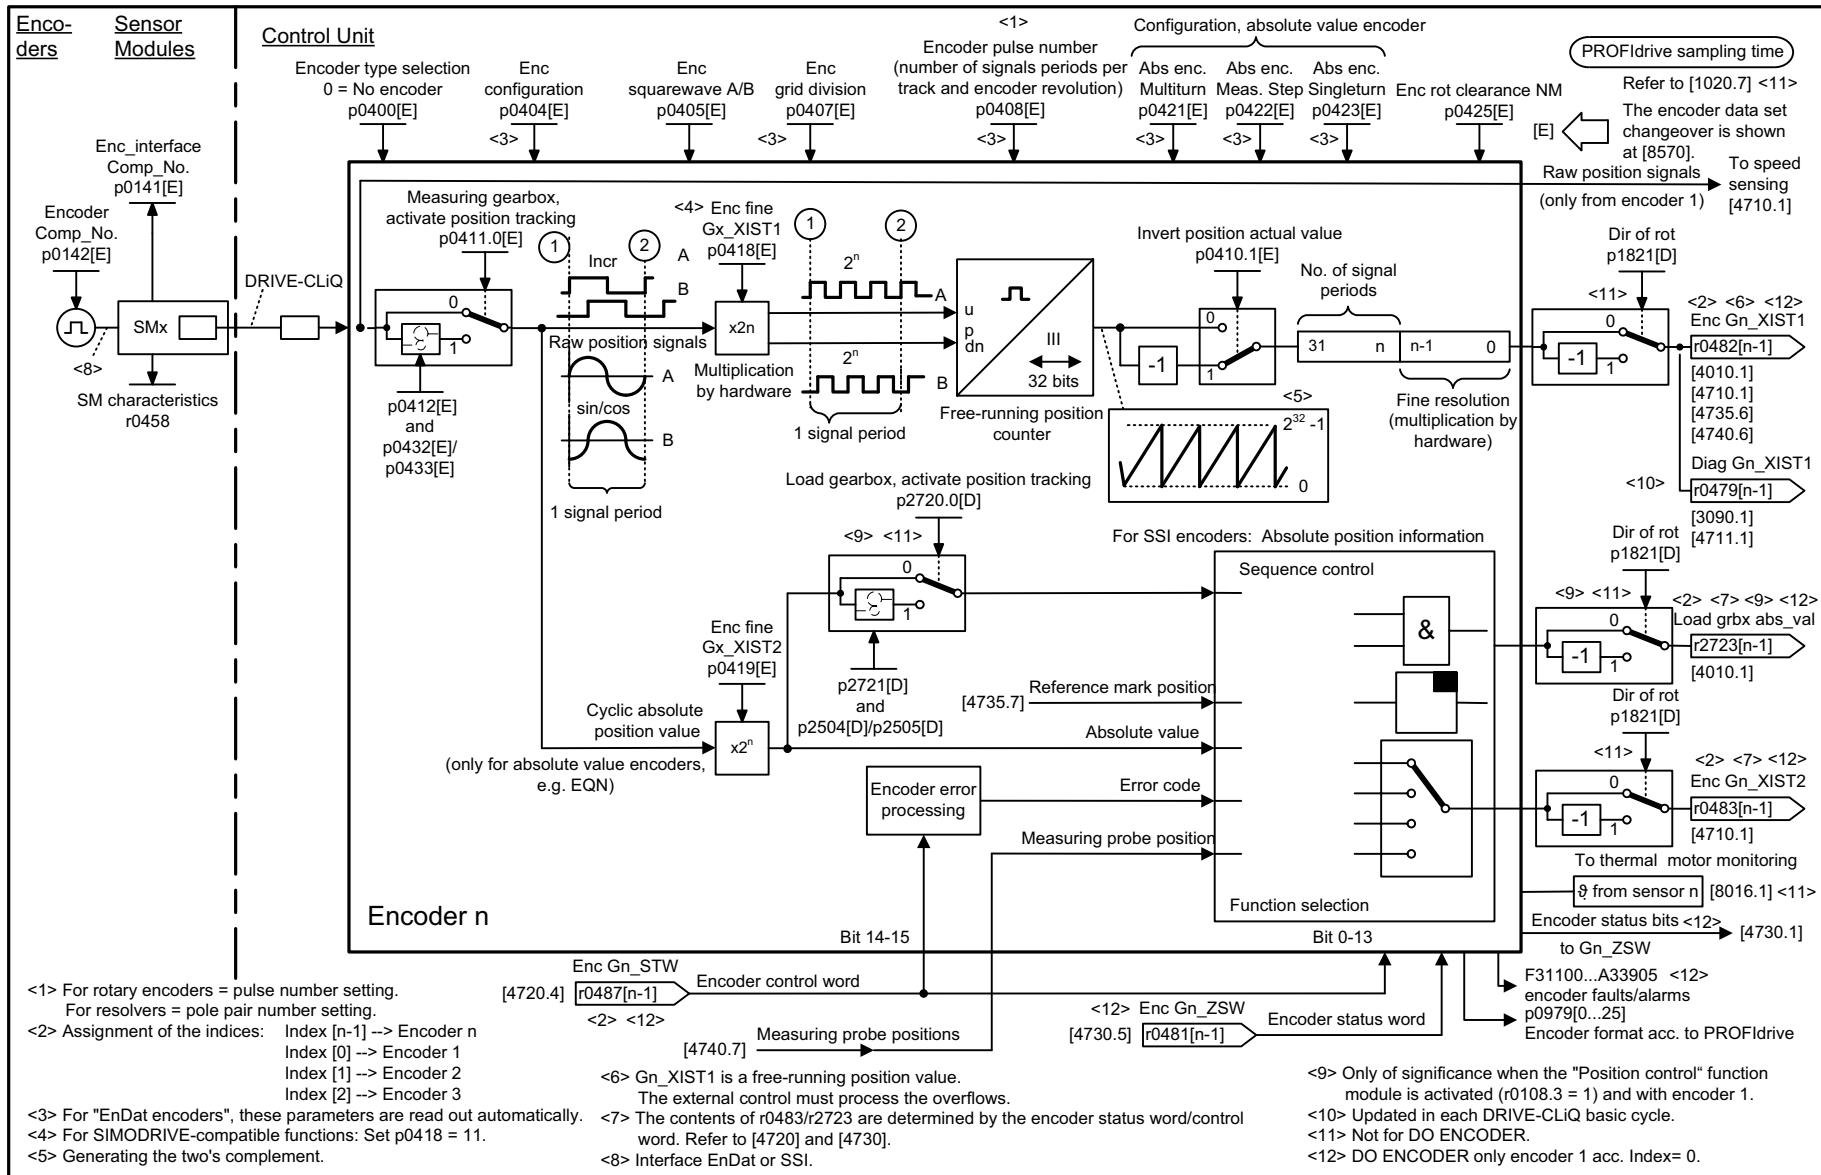 Enco-
ders
Sensor
Modules
Control Unit
Encoder type selection
0 = No encoder
p0400[E]
Enc
configuration
p0404[E]
<3>
Enc
squarewave A/B
p0405[E]
Enc
grid division
p0407[E]
<3>
<1>
Encoder pulse number
(number of signals periods per
track and encoder revolution)
p0408[E]
<3>
Configuration, absolute value encoder
Abs enc.
Multiturn
p0421[E]
<3>
Abs enc.
Meas. Step
p0422[E]
<3>
Abs enc.
Singleturn
p0423[E]
<3>
Enc rot clearance NM
p0425[E]
PROFIdrive sampling time
Refer to [1020.7] <11>
[E]
The encoder data set
changeover is shown
at [8570].
Raw position signals
(only from encoder 1)
To speed
sensing
[4710.1]
Enc_interface
Comp_No.
p0141[E]
Encoder
Comp_No.
p0142[E]
DRIVE-CLiQ
SMx
<8>
SM characteristics
r0458
Measuring gearbox,
activate position tracking
p0411.0[E]
0
1
p0412[E]
and
p0432[E]/
p0433[E]
1
2
Incr
A
B
Raw position signals
A
sin/cos
B
1 signal period
<4> Enc fine
Gx_XIST1
p0418[E]
x2n
Multiplication
by hardware
1
2
2n
A
2n
B
1 signal period
u
p
dn
III
32 bits
Free-running position
counter
Invert position actual value
p0410.1[E]
0
-1
1
<5>
232 -1
0
No. of signal
periods
31
n
n-1
0
Fine resolution
(multiplication by
hardware)
Dir of rot
p1821[D]
<11>
0
-1
1
<2> <6> <12>
Enc Gn_XIST1
r0482[n-1]
[4010.1]
[4710.1]
[4735.6]
[4740.6]
Diag Gn_XIST1
<10>
r0479[n-1]
[3090.1]
[4711.1]
Load gearbox, activate position tracking
p2720.0[D]
<9> <11>
0
1
p2721[D]
and
p2504[D]/p2505[D]
Enc fine
Gx_XIST2
p0419[E]
x2n
Cyclic absolute
position value
(only for absolute value encoders,
e.g. EQN)
For SSI encoders: Absolute position information
Sequence control
&
[4735.7]
Reference mark position
Absolute value
Encoder error
processing
Error code
Measuring probe position
Function selection
Dir of rot
p1821[D]
<9> <11>
0
-1
1
<2> <7> <9> <12>
Load grbx abs_val
r2723[n-1]
[4010.1]
Dir of rot
p1821[D]
<11>
0
-1
1
<2> <7> <12>
Enc Gn_XIST2
r0483[n-1]
[4710.1]
To thermal motor monitoring
ϑ from sensor n
[8016.1] <11>
Encoder status bits <12>
[4730.1]
to Gn_ZSW
F31100...A33905 <12>
encoder faults/alarms
p0979[0...25]
Encoder format acc. to PROFIdrive
Encoder n
Bit 14-15
Bit 0-13
Enc Gn_STW
[4720.4]
r0487[n-1]
Encoder control word
<2> <12>
[4740.7]
Measuring probe positions
<12> Enc Gn_ZSW
[4730.5]
r0481[n-1]
Encoder status word
<1> For rotary encoders = pulse number setting.
For resolvers = pole pair number setting.
<2> Assignment of the indices: Index [n-1] --> Encoder n
Index [0] --> Encoder 1
Index [1] --> Encoder 2
Index [2] --> Encoder 3
<3> For "EnDat encoders", these parameters are read out automatically.
<4> For SIMODRIVE-compatible functions: Set p0418 = 11.
<5> Generating the two's complement.
<6> Gn_XIST1 is a free-running position value.
The external control must process the overflows.
<7> The contents of r0483/r2723 are determined by the encoder status word/control
word. Refer to [4720] and [4730].
<8> Interface EnDat or SSI.
<9> Only of significance when the "Position control“ function
module is activated (r0108.3 = 1) and with encoder 1.
<10> Updated in each DRIVE-CLiQ basic cycle.
<11> Not for DO ENCODER.
<12> DO ENCODER only encoder 1 acc. Index= 0.